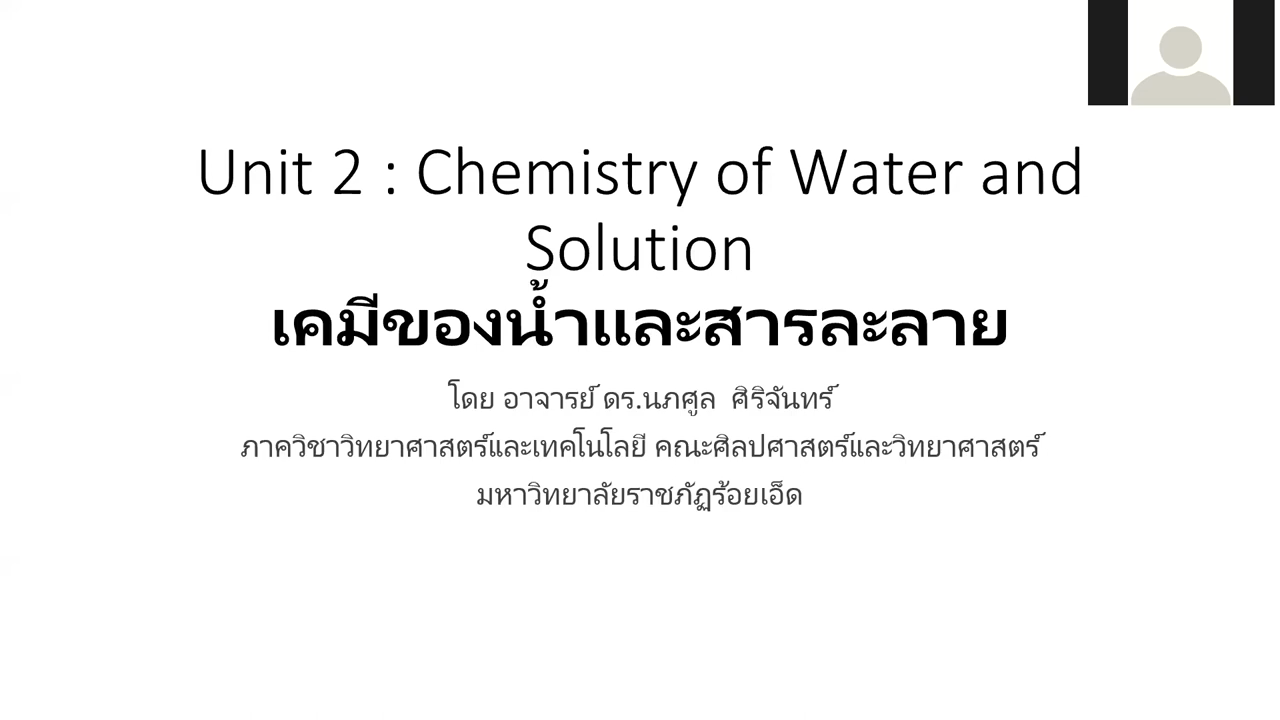 Unit 2 : Chemistry of Water and
Solution
เคมีของน้ำและสารละลาย
โดย อาจารย์ ดร.นภศูล  ศิริจันทร์
ภาควิชาวิทยาศาสตร์และเทคโนโลยี คณะศิลปศาสตร์และวิทยาศาสตร์
มหาวิทยาลัยราชภัฏร้อยเอ็ด